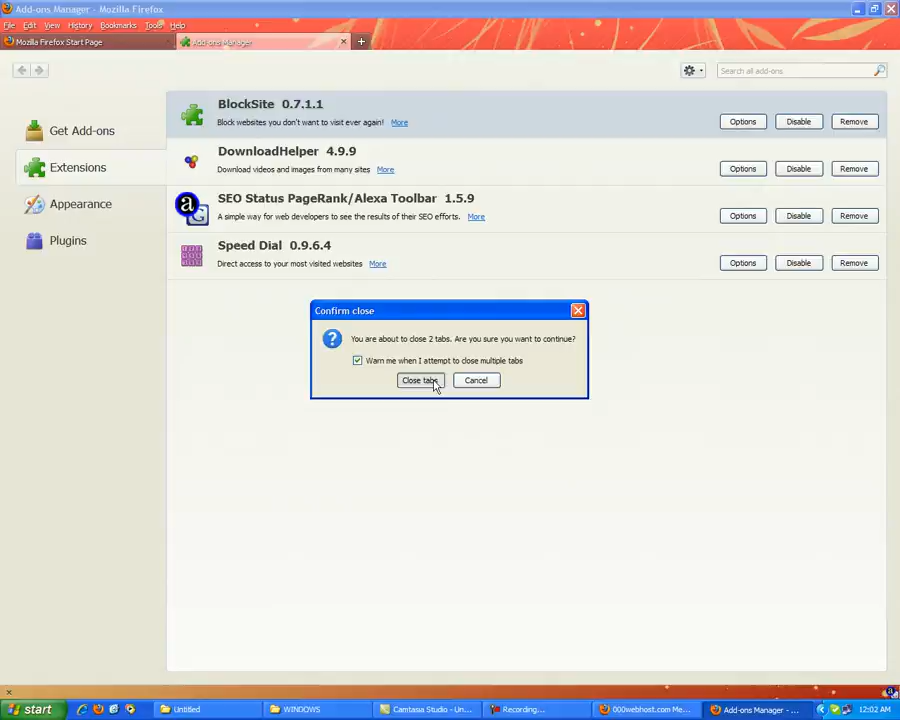 Add-ons Manager - Mozilla Firefox
File Edit View History Bookmarks Tools Help
Mozilla Firefox Start Page
Add-ons Manager
Search all add-ons
Get Add-ons
Extensions
Appearance
Plugins
BlockSite 0.7.1.1
Block websites you don't want to visit ever again! More
Options Disable Remove
DownloadHelper 4.9.9
Download videos and images from many sites More
Options Disable Remove
SEO Status PageRank/Alexa Toolbar 1.5.9
A simple way for web developers to see the results of their SEO efforts. More
Options Disable Remove
Speed Dial 0.9.6.4
Direct access to your most visited websites More
Options Disable Remove
Confirm close
You are about to close 2 tabs. Are you sure you want to continue?
Warn me when I attempt to close multiple tabs
Close tabs Cancel
start Untitled WINDOWS Camtasia Studio - Un... Recording... 000webhost.com Me... Add-ons Manager - ... 12:02 AM